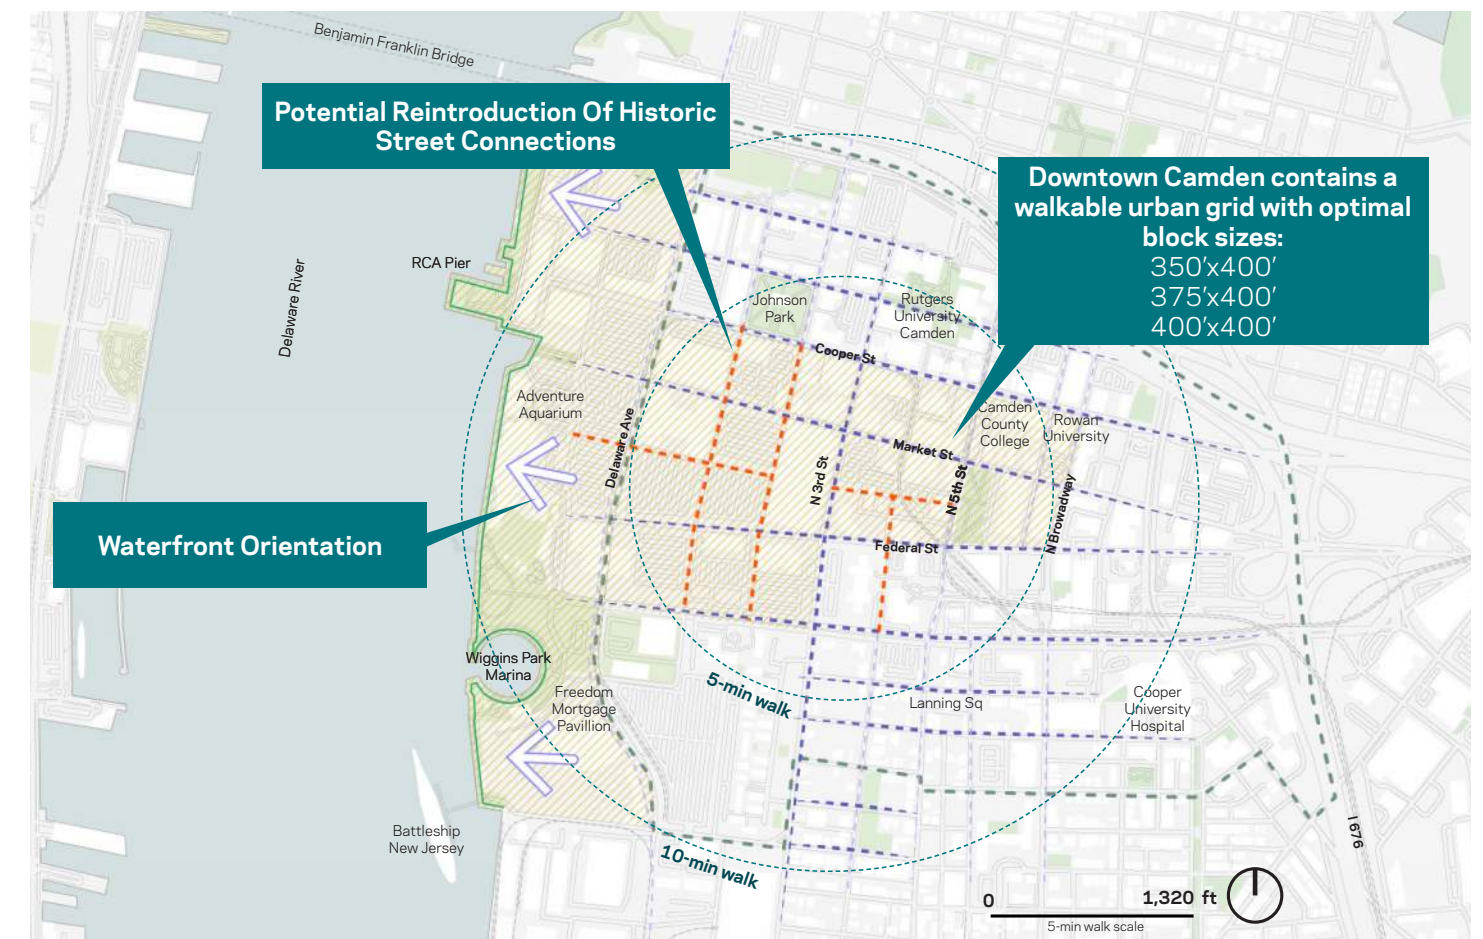 Benjamin Franklin Bridge
Potential Reintroduction Of Historic
Street Connections
Downtown Camden contains a
walkable urban grid with optimal
block sizes:
350'x400'
375'x400'
400'x400'
RCA Pier
Delaware River
Johnson
Park
Rutgers
University
Camden
Cooper St
Adventure
Aquarium
Delaware Ave
Camden
County
College
Rowan
University
Market St
N 3rd St
N 5th St
N Browadway
Waterfront Orientation
Federal St
Wiggins Park
Marina
Freedom
Mortgage
Pavillion
5-min walk
Lanning Sq
Cooper
University
Hospital
Battleship
New Jersey
10-min walk
I 676
0
1,320 ft
5-min walk scale